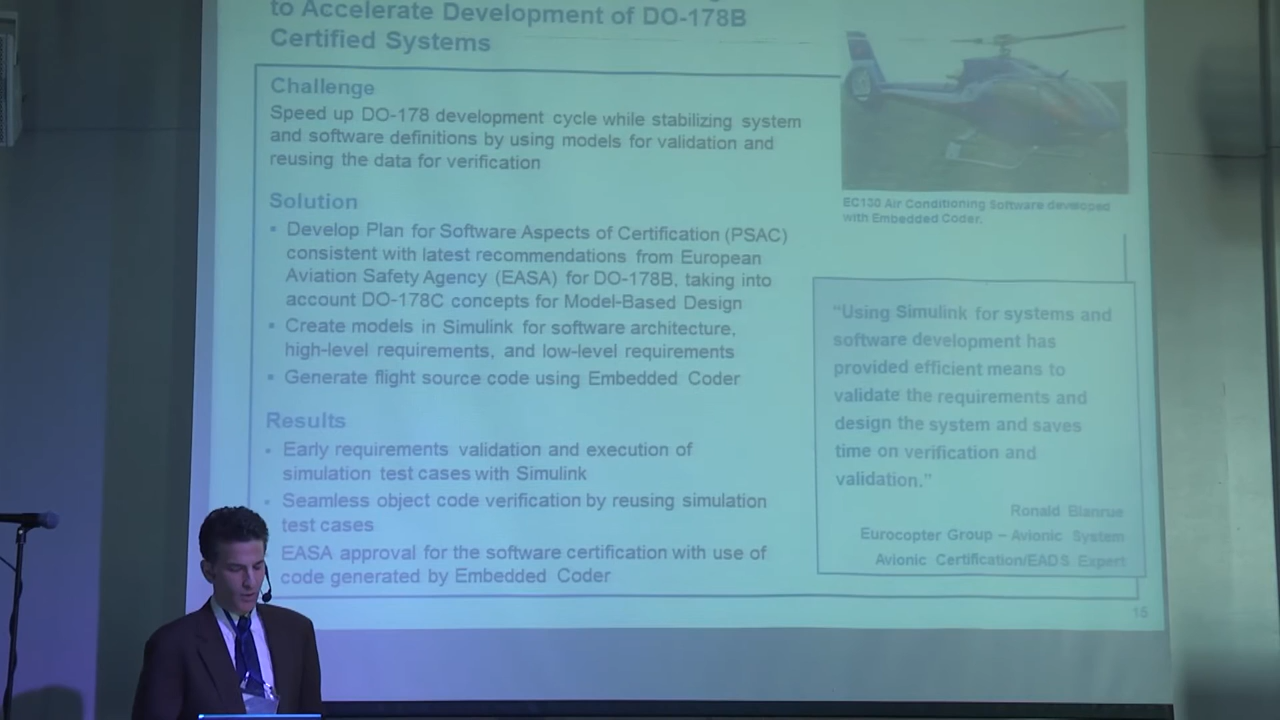 to Accelerate Development of DO-178B
Certified Systems
Challenge
Speed up DO-178 development cycle while stabilizing system
and software definitions by using models for validation and
reusing the data for verification
Solution
▪ Develop Plan for Software Aspects of Certification (PSAC)
consistent with latest recommendations from European
Aviation Safety Agency (EASA) for DO-178B, taking into
account DO-178C concepts for Model-Based Design
▪ Create models in Simulink for software architecture,
high-level requirements, and low-level requirements
▪ Generate flight source code using Embedded Coder
Results
▪ Early requirements validation and execution of
simulation test cases with Simulink
▪ Seamless object code verification by reusing simulation
test cases
EASA approval for the software certification with use of
code generated by Embedded Coder
EC130 Air Conditioning Software developed
with Embedded Coder.
“Using Simulink for systems and
software development has
provided efficient means to
validate the requirements and
design the system and saves
time on verification and
validation.”
Ronald Blanrue
Eurocopter Group – Avionic System
Avionic Certification/EADS Expert
15